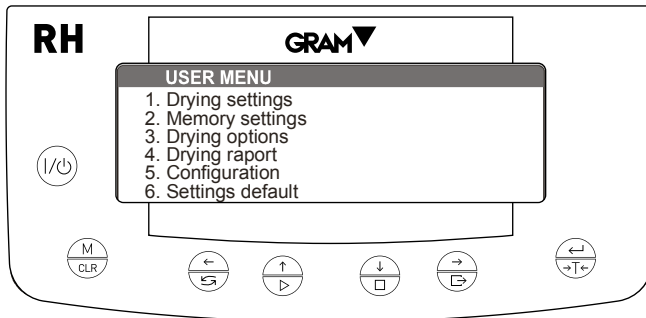 RH
GRAM
USER MENU
1. Drying settings
2. Memory settings
3. Drying options
4. Drying raport
5. Configuration
6. Settings default
I/⏻
M
CLR
→T←